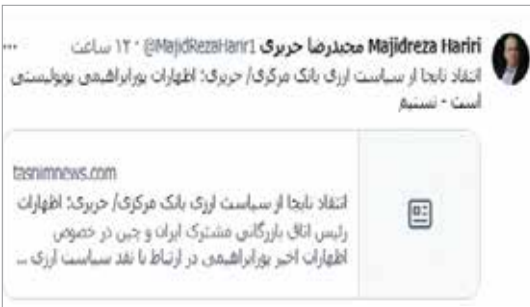 Majidreza Hariri مجیدرضا حریری @MajidRezaHariri1 · ۱۲ ساعت ...
انتقاد نابجا از سیاست ارزی بانک مرکزی/ حریری: اظهارات پورابراهیمی پوپولیستی
است - تسنیم
tasnimnews.com
انتقاد نابجا از سیاست ارزی بانک مرکزی/ حریری: اظهارات
رئیس اتاق بازرگانی مشترک ایران و چین در خصوص
اظهارات اخیر پورابراهیمی در ارتباط با نقد سیاست ارزی ...